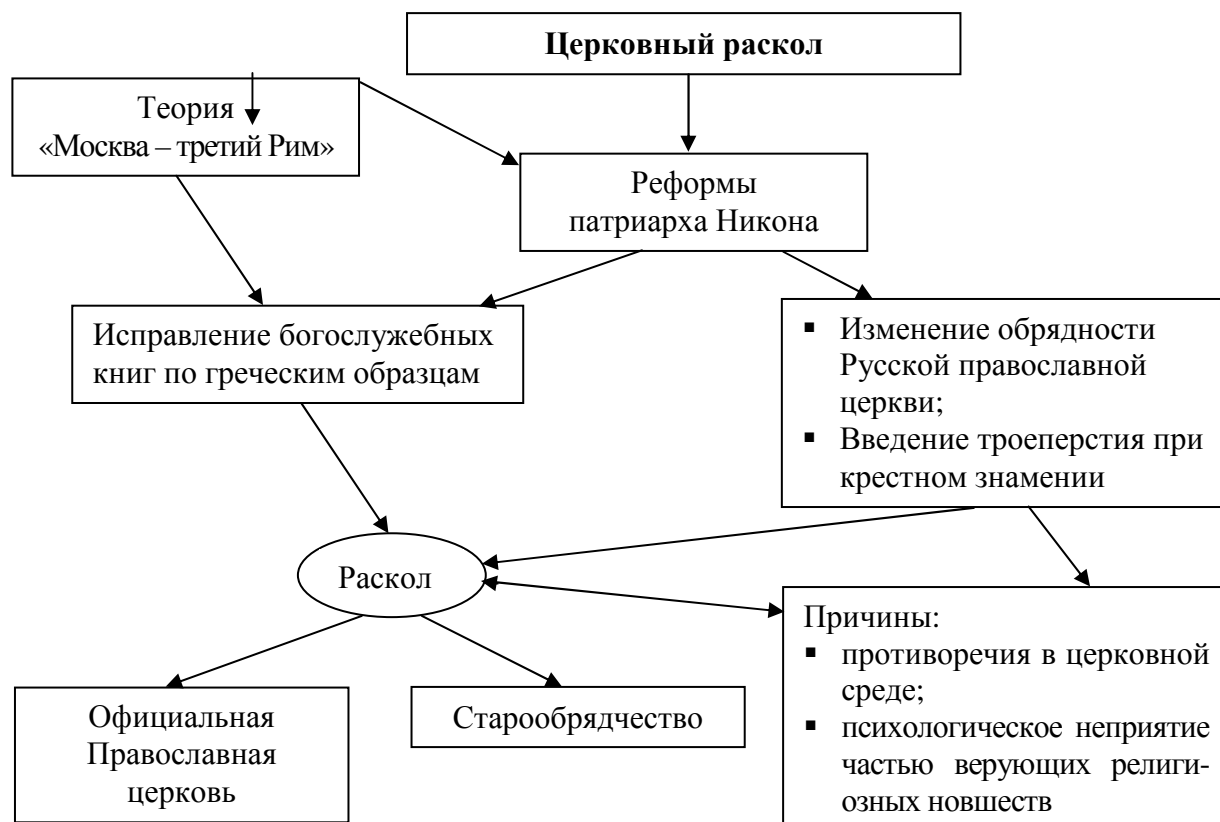 Церковный раскол
Теория
«Москва – третий Рим»
Реформы
патриарха Никона
Исправление богослужебных
книг по греческим образцам
▪ Изменение обрядности
Русской православной
церкви;
▪ Введение троеперстия при
крестном знамении
Раскол
Причины:
▪ противоречия в церковной
среде;
▪ психологическое неприятие
частью верующих религи-
озных новшеств
Официальная
Православная
церковь
Старообрядчество